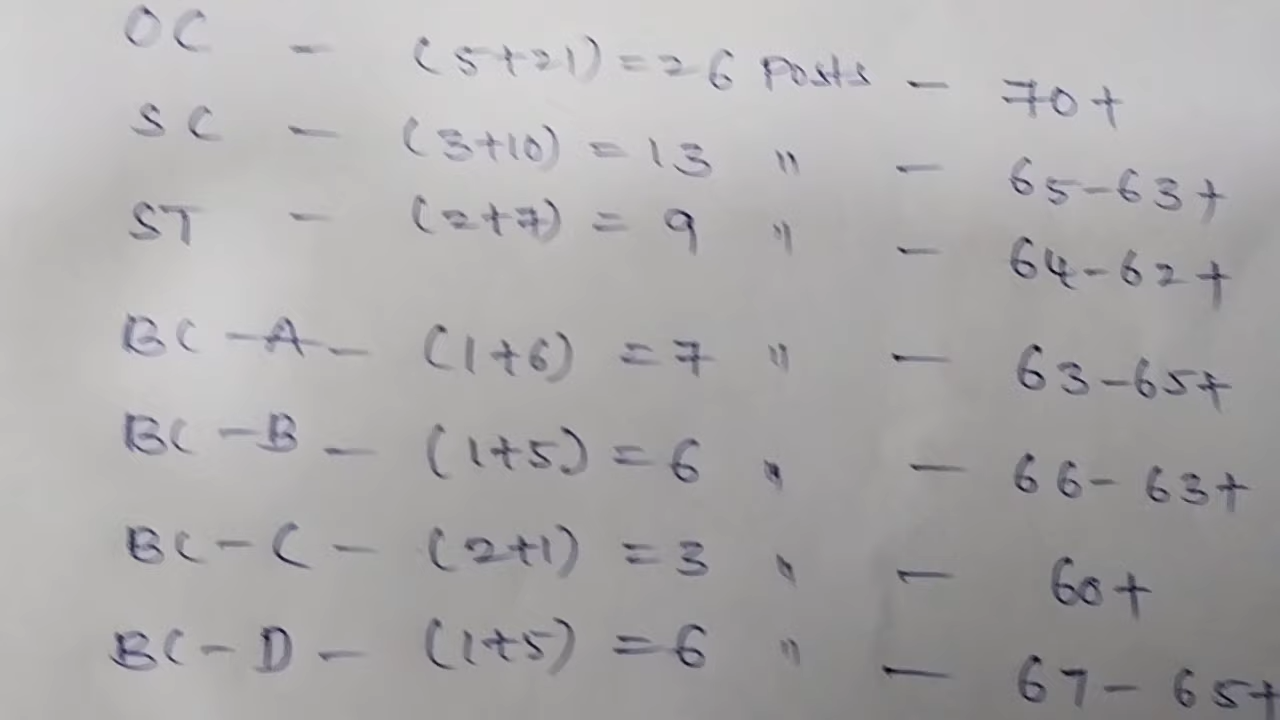 OC - (5+21) = 26 Posts - 70+
SC - (3+10) = 13 " - 65-63+
ST - (2+7) = 9 " - 64-62+
BC-A - (1+6) = 7 " - 63-65+
BC-B - (1+5) = 6 " - 66-63+
BC-C - (2+1) = 3 " - 60+
BC-D - (1+5) = 6 " - 67-65+